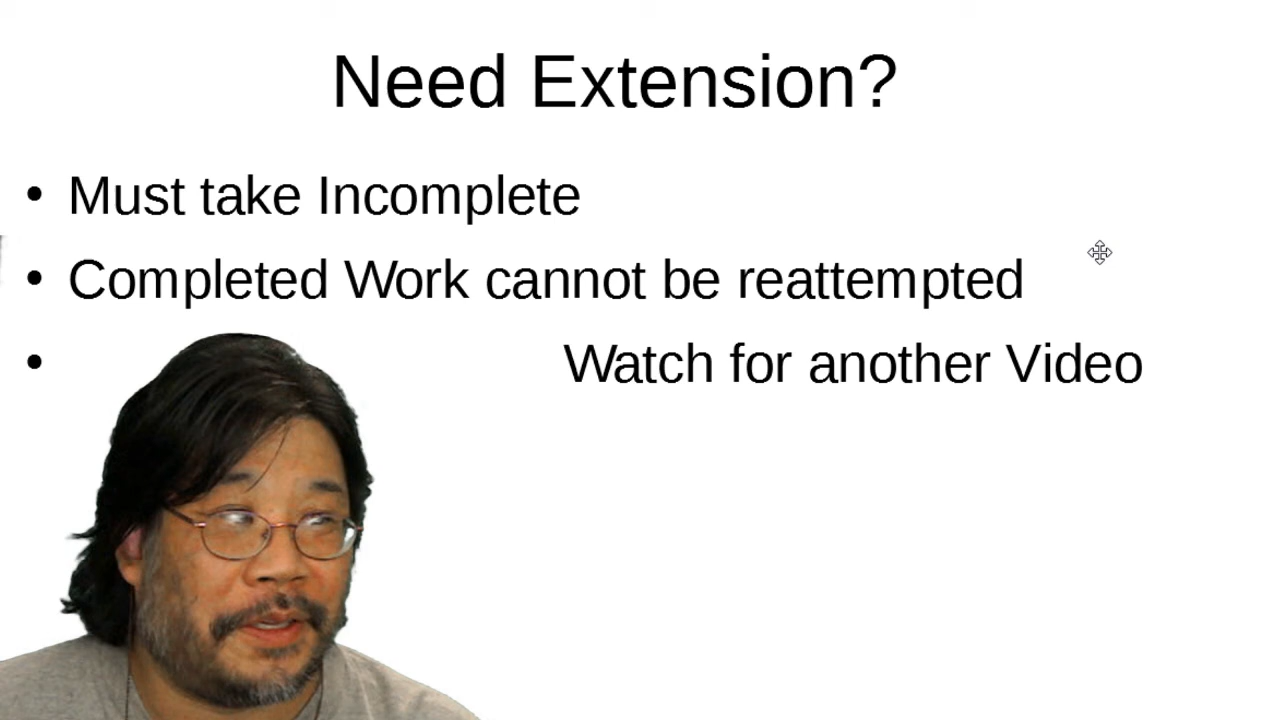 Need Extension?
• Must take Incomplete
• Completed Work cannot be reattempted
• Watch for another Video